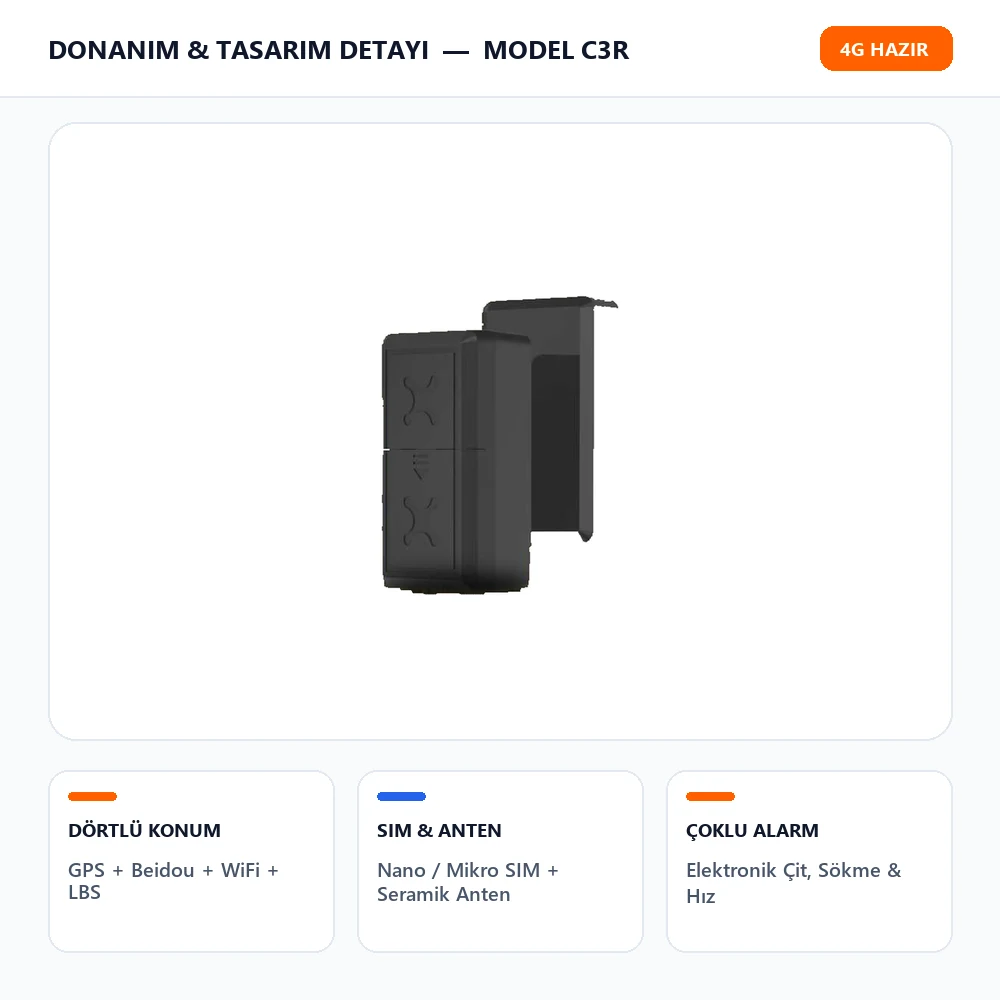 DONANIM & TASARIM DETAYI — MODEL C3R
4G HAZIR
DÖRTLÜ KONUM
GPS + Beidou + WiFi +
LBS
SIM & ANTEN
Nano / Mikro SIM +
Seramik Anten
ÇOKLU ALARM
Elektronik Çit, Sökme &
Hız